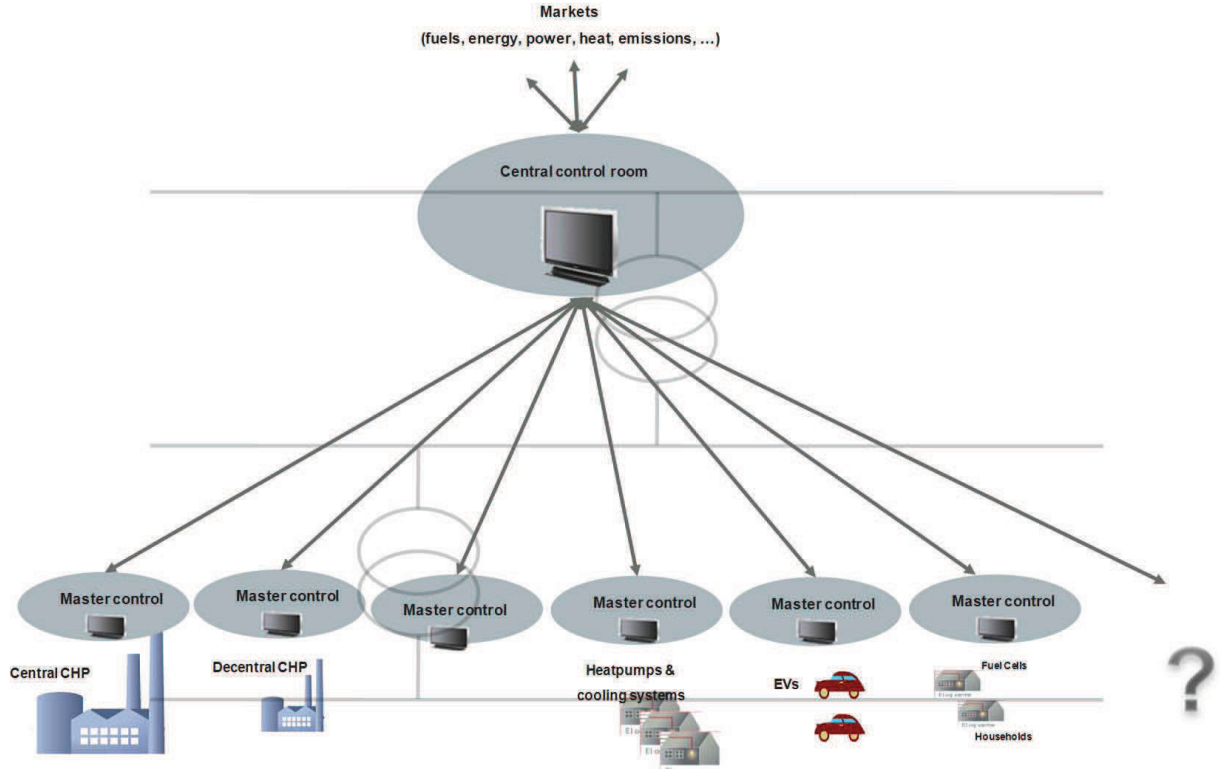 Markets
(fuels, energy, power, heat, emissions, ...)
Central control room
Master control
Master control
Master control
Master control
Master control
Master control
Central CHP
Decentral CHP
Heatpumps &
cooling systems
EVs
Fuel Cells
Households
?